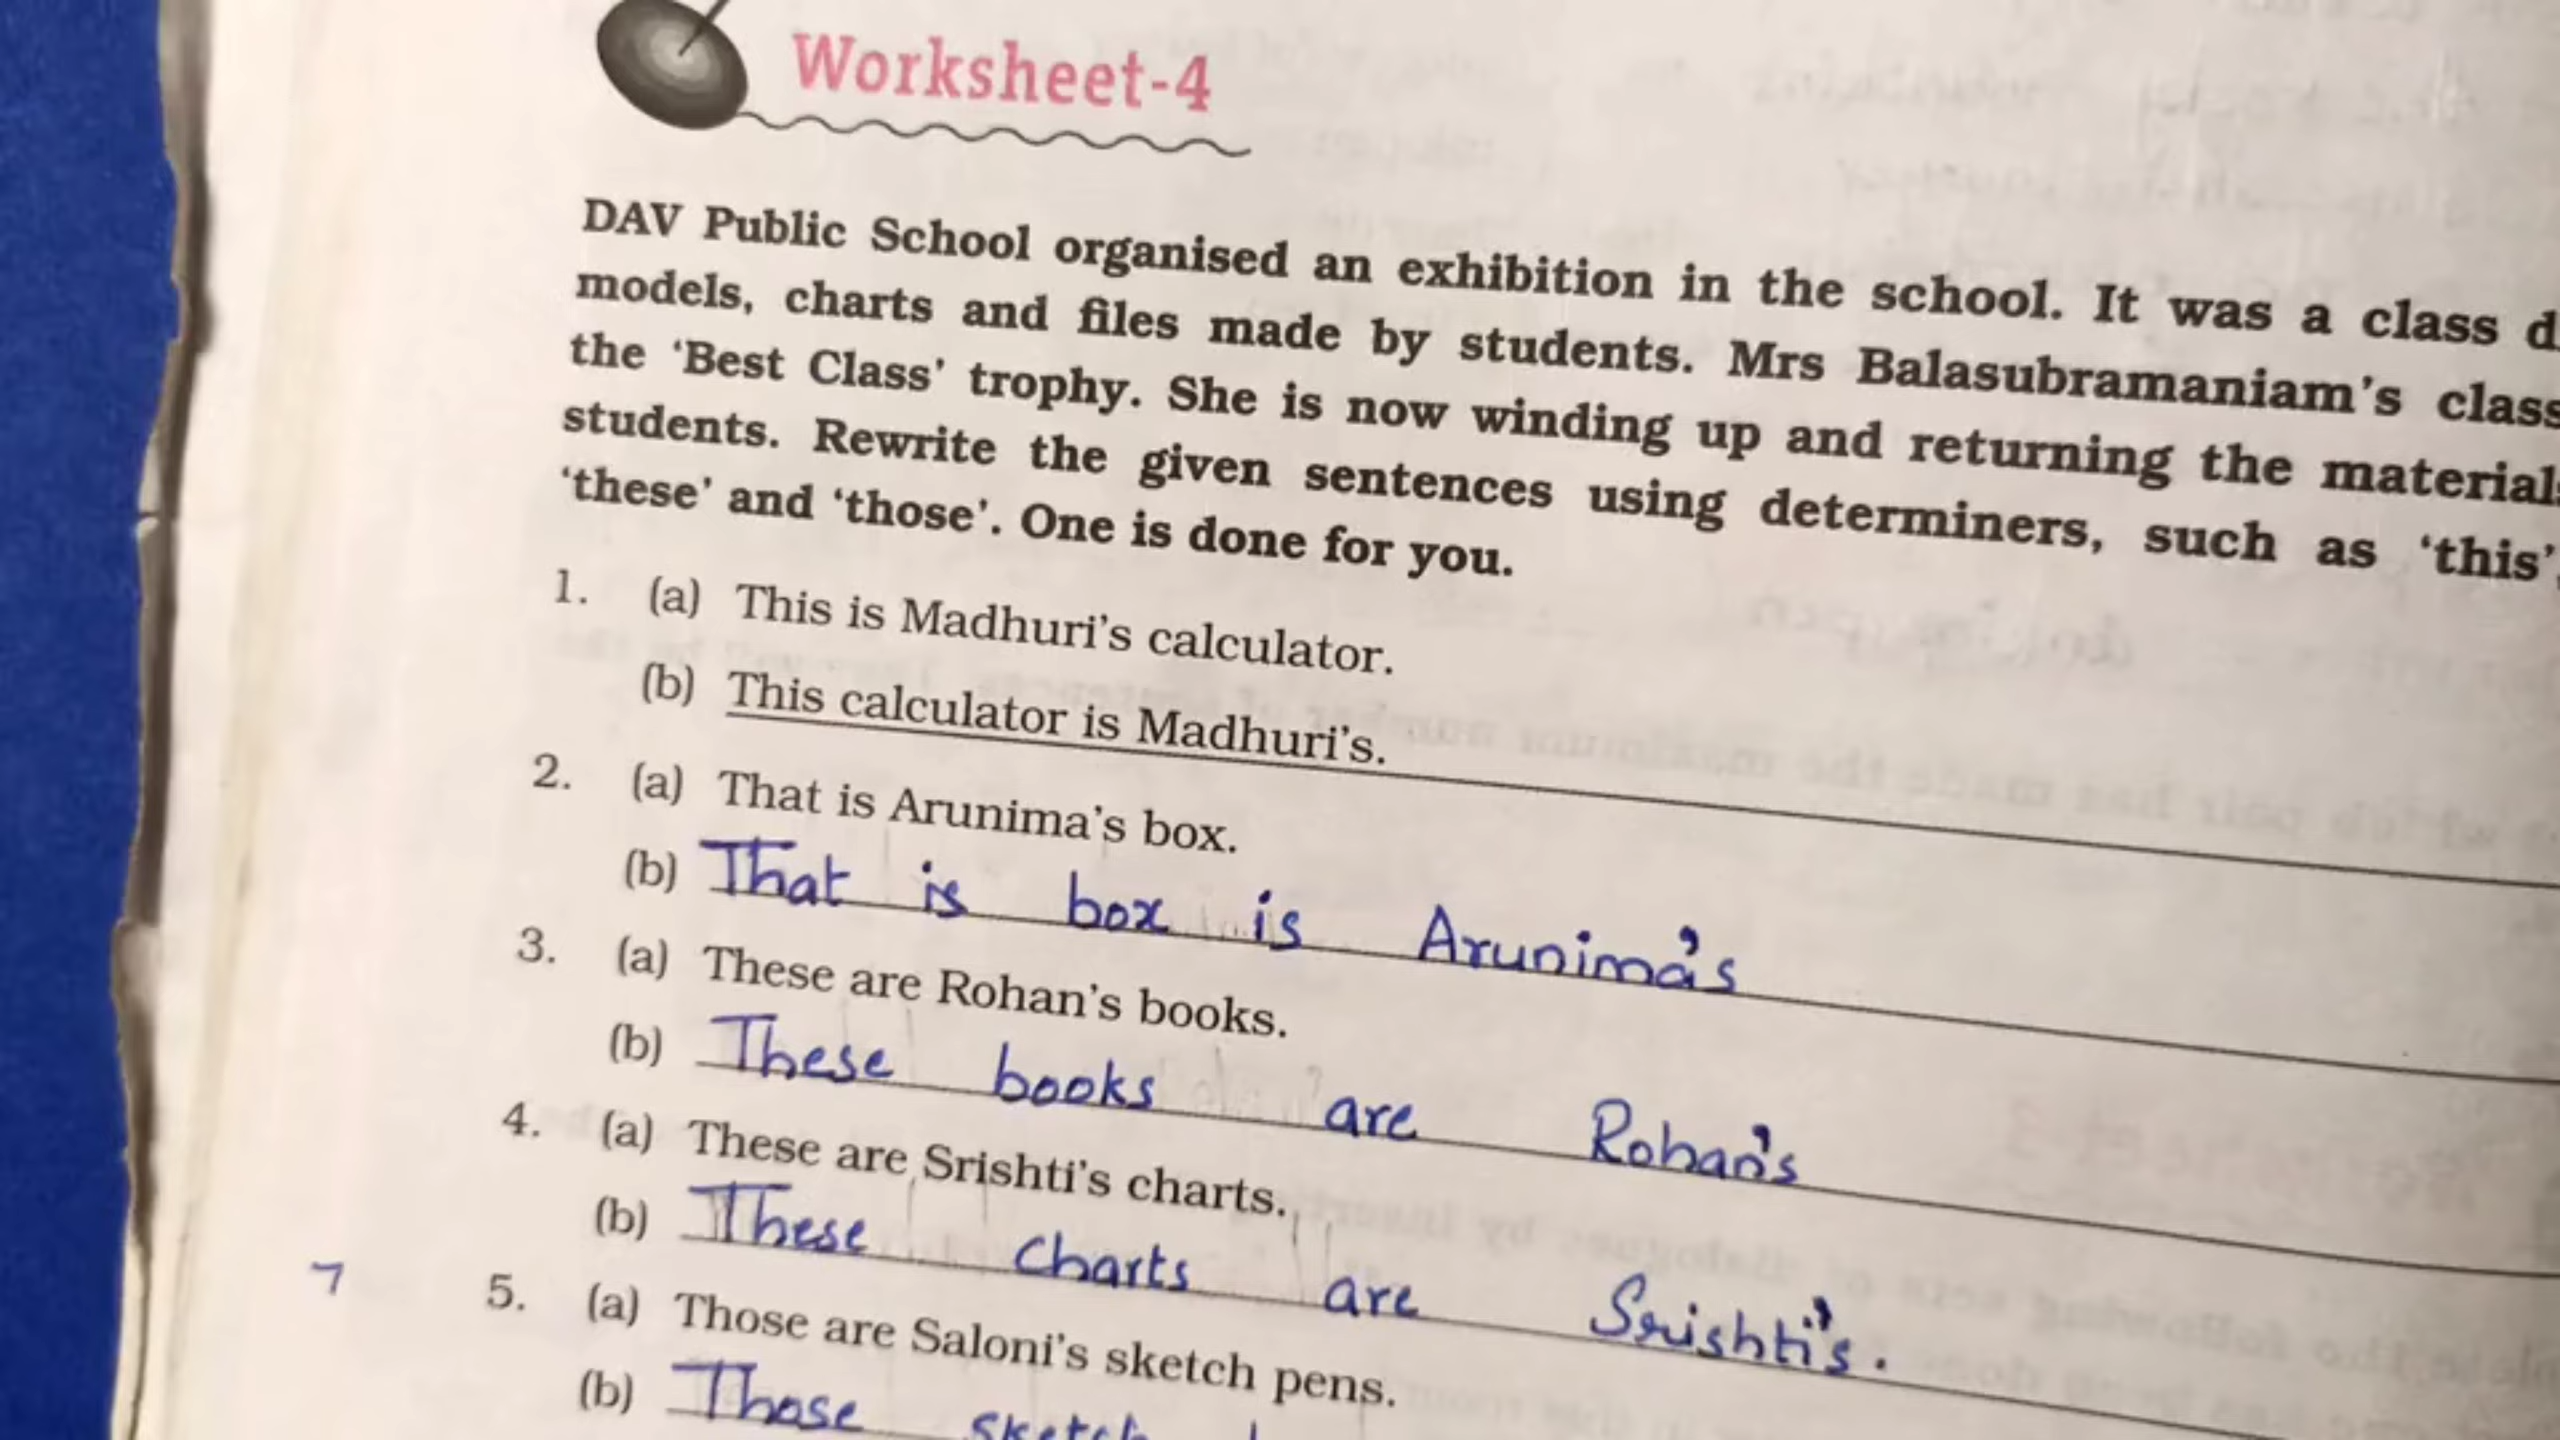 Worksheet-4
DAV Public School organised an exhibition in the school. It was a class d
models, charts and files made by students. Mrs Balasubramaniam's class
the 'Best Class' trophy. She is now winding up and returning the material
students. Rewrite the given sentences using determiners, such as 'this',
'these' and 'those'. One is done for you.
1. (a) This is Madhuri's calculator.
(b) This calculator is Madhuri's.
2. (a) That is Arunima's box.
(b) That is box is Arunima's
3. (a) These are Rohan's books.
(b) These books are Rohan's
4. (a) These are Srishti's charts.
(b) These charts are Srishti's.
5. (a) Those are Saloni's sketch pens.
(b) Those sketch